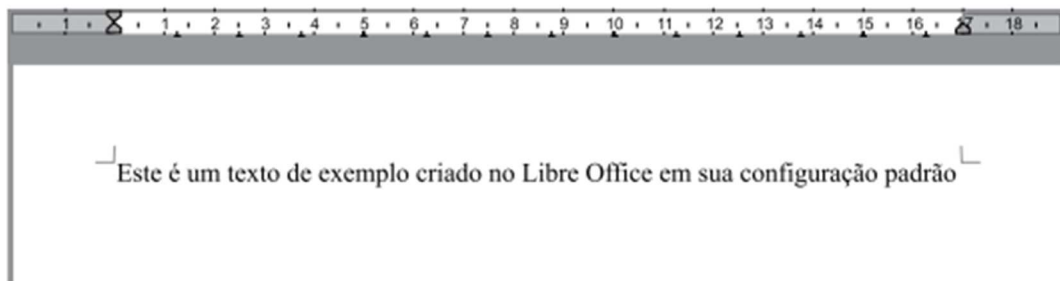 1 1 2 3 4 5 6 7 8 9 10 11 12 13 14 15 16 17 18
Este é um texto de exemplo criado no Libre Office em sua configuração padrão